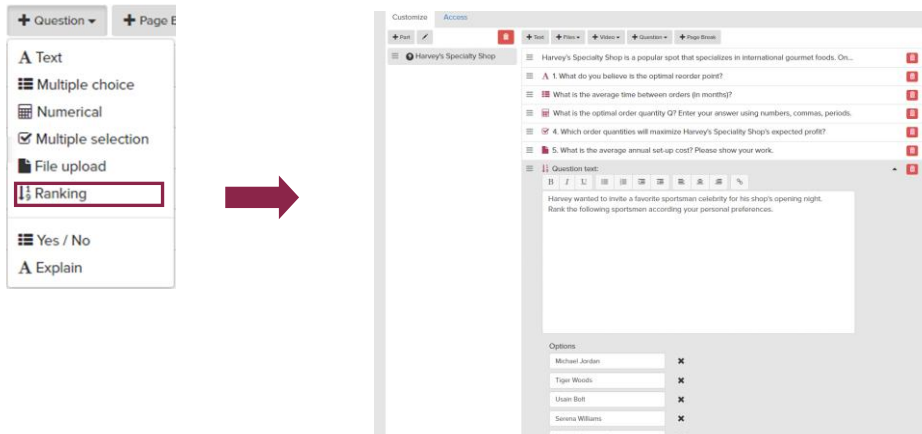 + Question
+ Page
A Text
Multiple choice
Numerical
Multiple selection
File upload
Ranking
Yes / No
A Explain
Customize Access
+ Part
+ Text + Files + Video + Question + Page Break
Harvey's Specialty Shop
Harvey's Specialty Shop is a popular spot that specializes in international gourmet foods. On...
A 1. What do you believe is the optimal reorder point?
What is the average time between orders (in months)?
What is the optimal order quantity Q? Enter your answer using numbers, commas, periods.
4. Which order quantities will maximize Harvey's Speciality Shop's expected profit?
5. What is the average annual set-up cost? Please show your work.
Question text:
B I U
Harvey wanted to invite a favorite sportsman celebrity for his shop's opening night.
Rank the following sportsmen according your personal preferences.
Options
Michael Jordan
Tiger Woods
Usain Bolt
Serena Williams